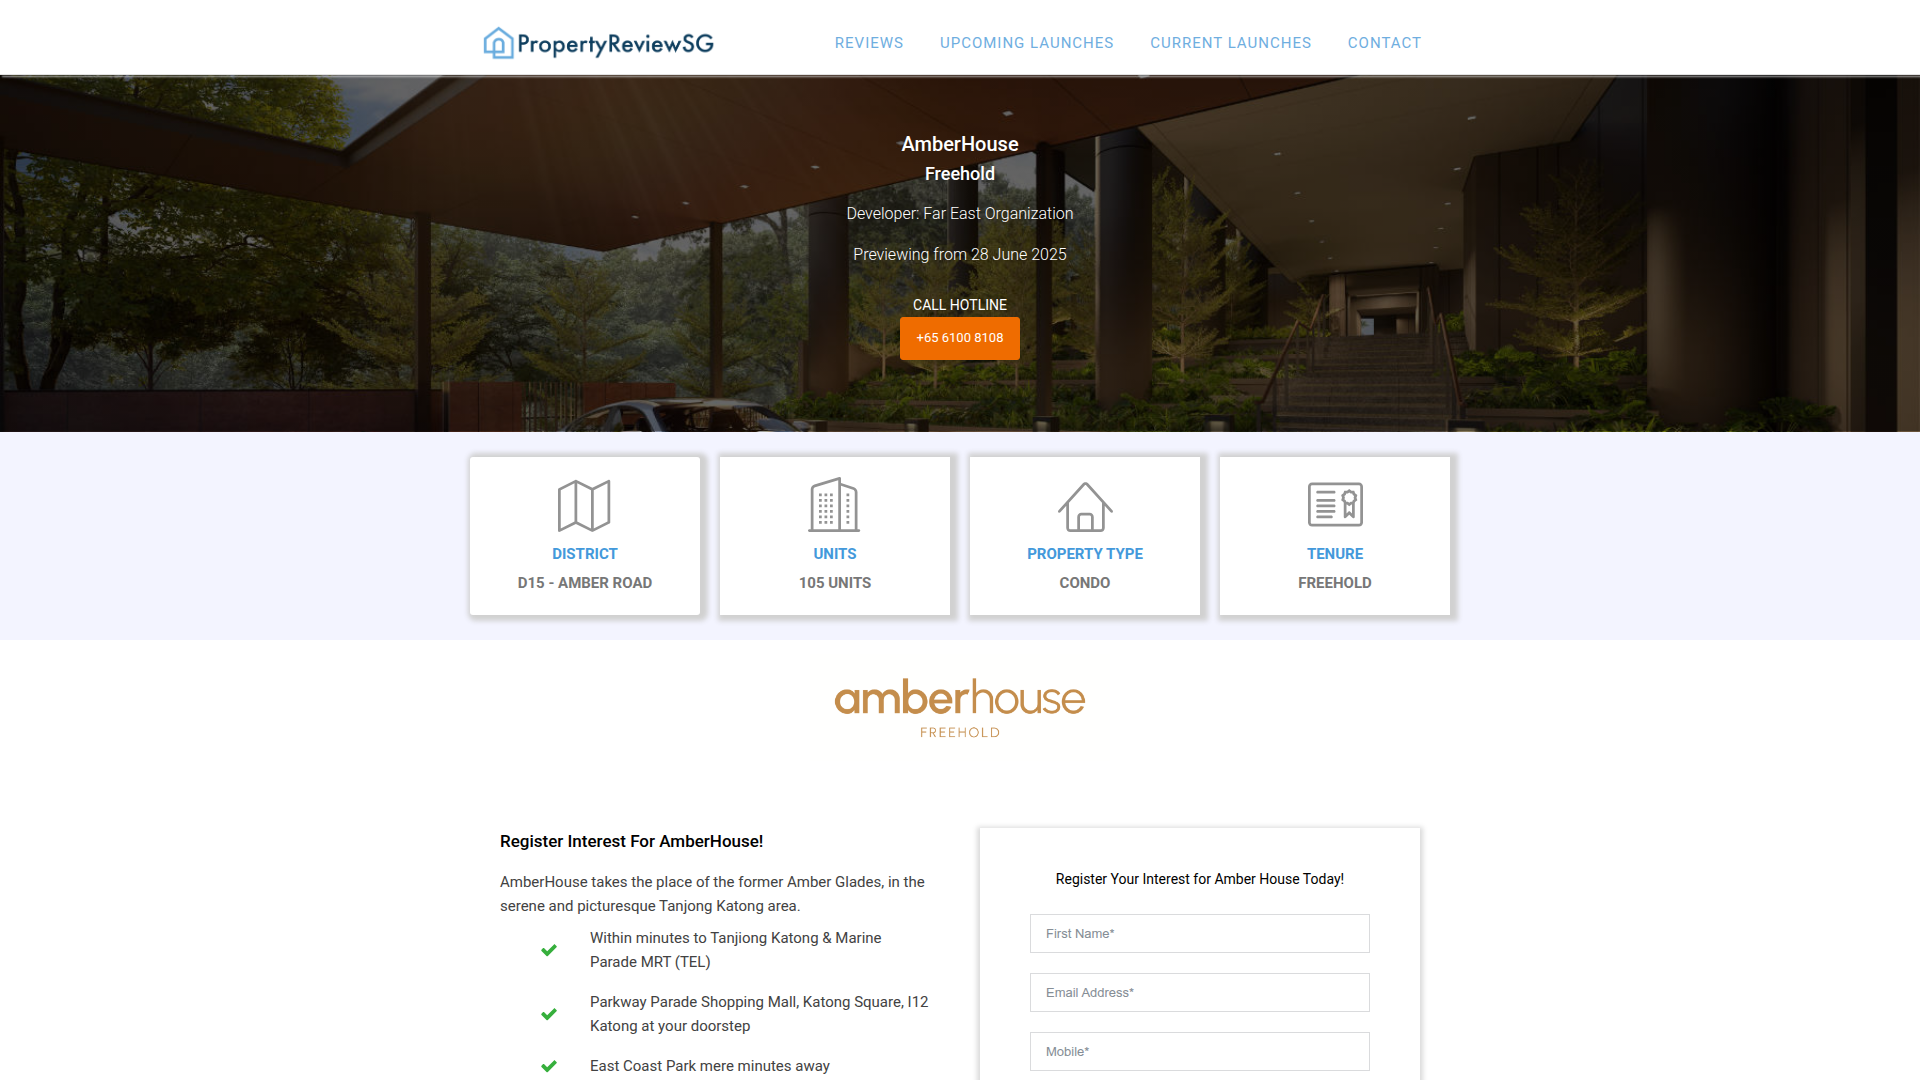 PropertyReviewSG
REVIEWS
UPCOMING LAUNCHES
CURRENT LAUNCHES
CONTACT
AmberHouse
Freehold
Developer: Far East Organization
Previewing from 28 June 2025
CALL HOTLINE
+65 6100 8108
DISTRICT
D15 - AMBER ROAD
UNITS
105 UNITS
PROPERTY TYPE
CONDO
TENURE
FREEHOLD
amberhouse
FREEHOLD
Register Interest For AmberHouse!
AmberHouse takes the place of the former Amber Glades, in the
serene and picturesque Tanjong Katong area.
Within minutes to Tanjiong Katong & Marine
Parade MRT (TEL)
Parkway Parade Shopping Mall, Katong Square, I12
Katong at your doorstep
East Coast Park mere minutes away
Register Your Interest for Amber House Today!
First Name*
Email Address*
Mobile*